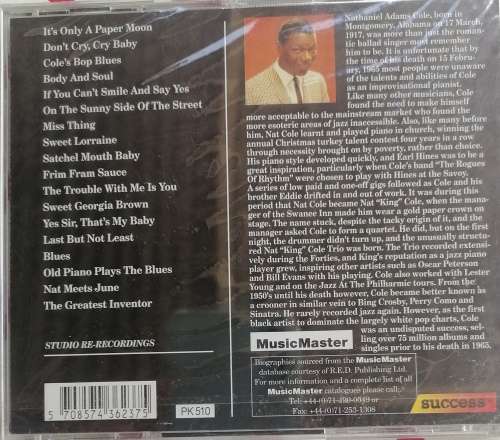 It's Only A Paper Moon
Don't Cry, Cry Baby
Cole's Bop Blues
Body And Soul
If You Can't Smile And Say Yes
On The Sunny Side Of The Street
Miss Thing
Sweet Lorraine
Satchel Mouth Baby
Frim Fram Sauce
The Trouble With Me Is You
Sweet Georgia Brown
Yes Sir, That's My Baby
Last But Not Least
Blues
Old Piano Plays The Blues
Nat Meets June
The Greatest Inventor
STUDIO RE-RECORDINGS
5 708574 362375
PK 510
Nathaniel Adams Cole, born in
Montgomery, Alabama on 17 March,
1917, was more than just the roman-
tic ballad singer most remember
him to be. It is unfortunate that by
the time of his death on 15 Febru-
ary, 1965 most people were unaware
of the talents and abilities of Cole
as an improvisational pianist.
Like many other musicians, Cole
found the need to make himself
more acceptable to the mainstream market who found the
more esoteric areas of jazz inaccessible. Also, like many before
him, Nat Cole learnt and played piano in church, winning the
annual Christmas turkey talent contest four years in a row
through necessity brought on by poverty, rather than choice.
His piano style developed quickly, and Earl Hines was to be a
great inspiration, particularly when Cole's band "The Rogues
Of Rhythm" were chosen to play with Hines at the Savoy.
A series of low paid and one-off gigs followed as Cole and his
brother Eddie drifted in and out of work. It was during this
period that Nat Cole became Nat "King" Cole, when the mana-
ger of the Swanee Inn made him wear a gold paper crown on
stage. The name stuck, despite the tacky origin of it, and the
manager asked Cole to form a quartet. He did, but on the first
night, the drummer didn't turn up, and the unusually structu-
red Nat "King" Cole Trio was born. The Trio recorded exten-
sively during the Forties, and King's reputation as a jazz piano
player grew, inspiring other artists such as Oscar Peterson
and Bill Evans with his playing. Cole also worked with Lester
Young and on the Jazz At The Philharmonic tours. From the
1950's until his death however, Cole became better known as
a crooner in similar vein to Bing Crosby, Perry Como and
Sinatra. He rarely recorded jazz again. However, as the first
black artist to dominate the largely white pop charts, Cole
was an undisputed success, sel-
ling over 75 million albums and
singles prior to his death in 1965.
MusicMaster
Biographies sourced from the MusicMaster
database courtesy of R.E.D. Publishing Ltd.
For more information and a complete list of all
MusicMaster catalogues please call:
Tel: +44-(0)71-490-0049 or
Fax: +44-(0)71-253-1308
success